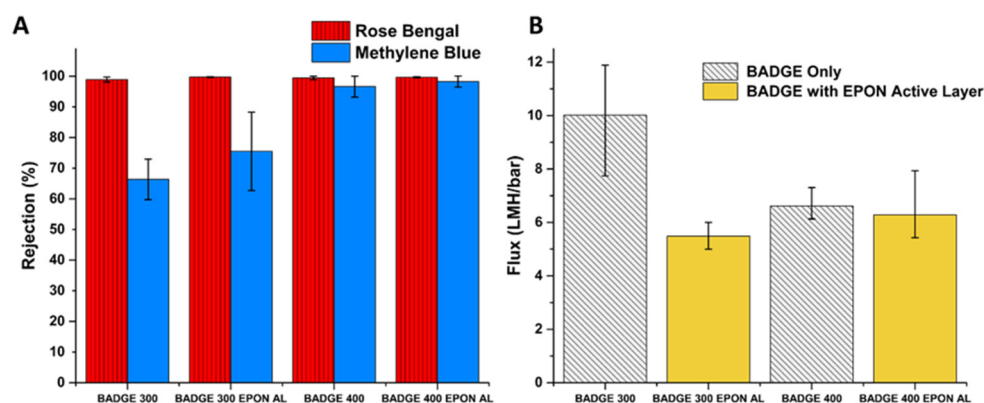 A
Rose Bengal
Methylene Blue
Rejection (%)
100
90
80
70
60
50
40
30
20
10
0
BADGE 300
BADGE 300 EPON AL
BADGE 400
BADGE 400 EPON AL
B
BADGE Only
BADGE with EPON Active Layer
Flux (LMH/bar)
12
10
8
6
4
2
0
BADGE 300
BADGE 300 EPON AL
BADGE 400
BADGE 400 EPON AL